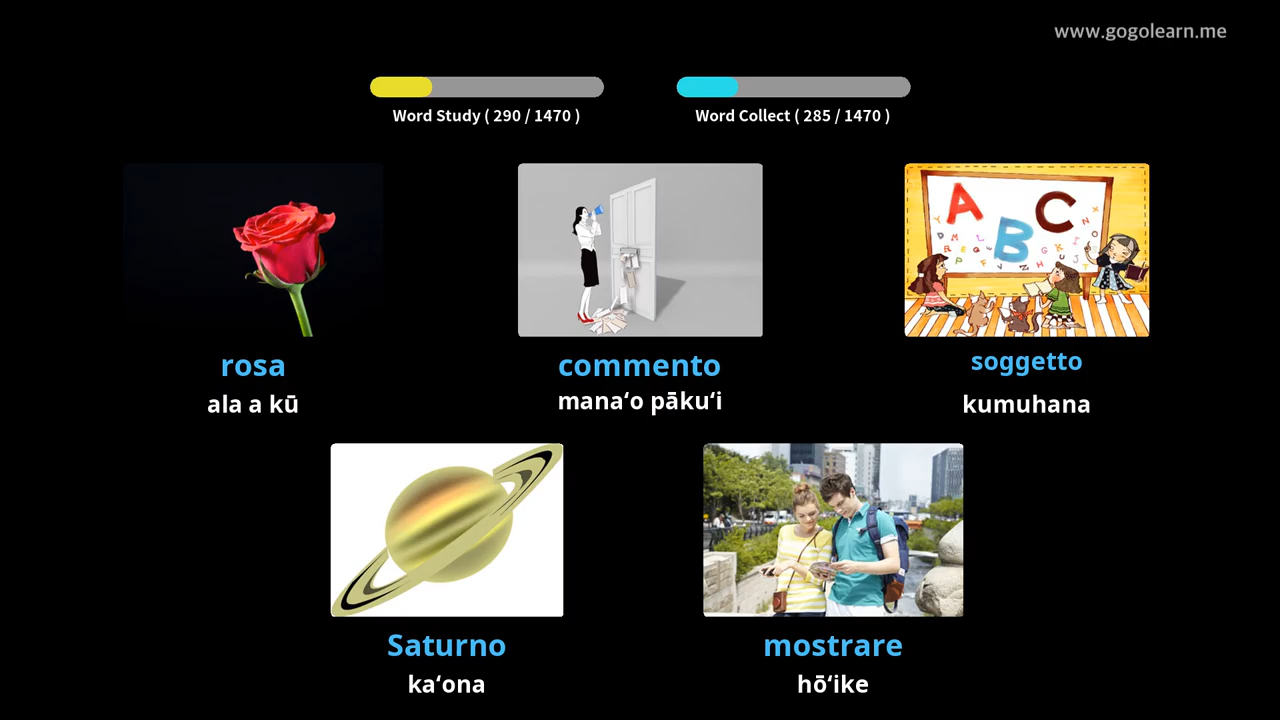 www.gogolearn.me
Word Study ( 290 / 1470 )
Word Collect ( 285 / 1470 )
A B C
rosa
ala a kū
commento
manaʻo pākuʻi
soggetto
kumuhana
Saturno
kaʻona
mostrare
hōʻike